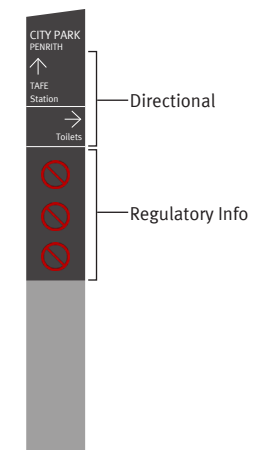 CITY PARK
PENRITH
TAFE
Station
Toilets
Directional
Regulatory Info